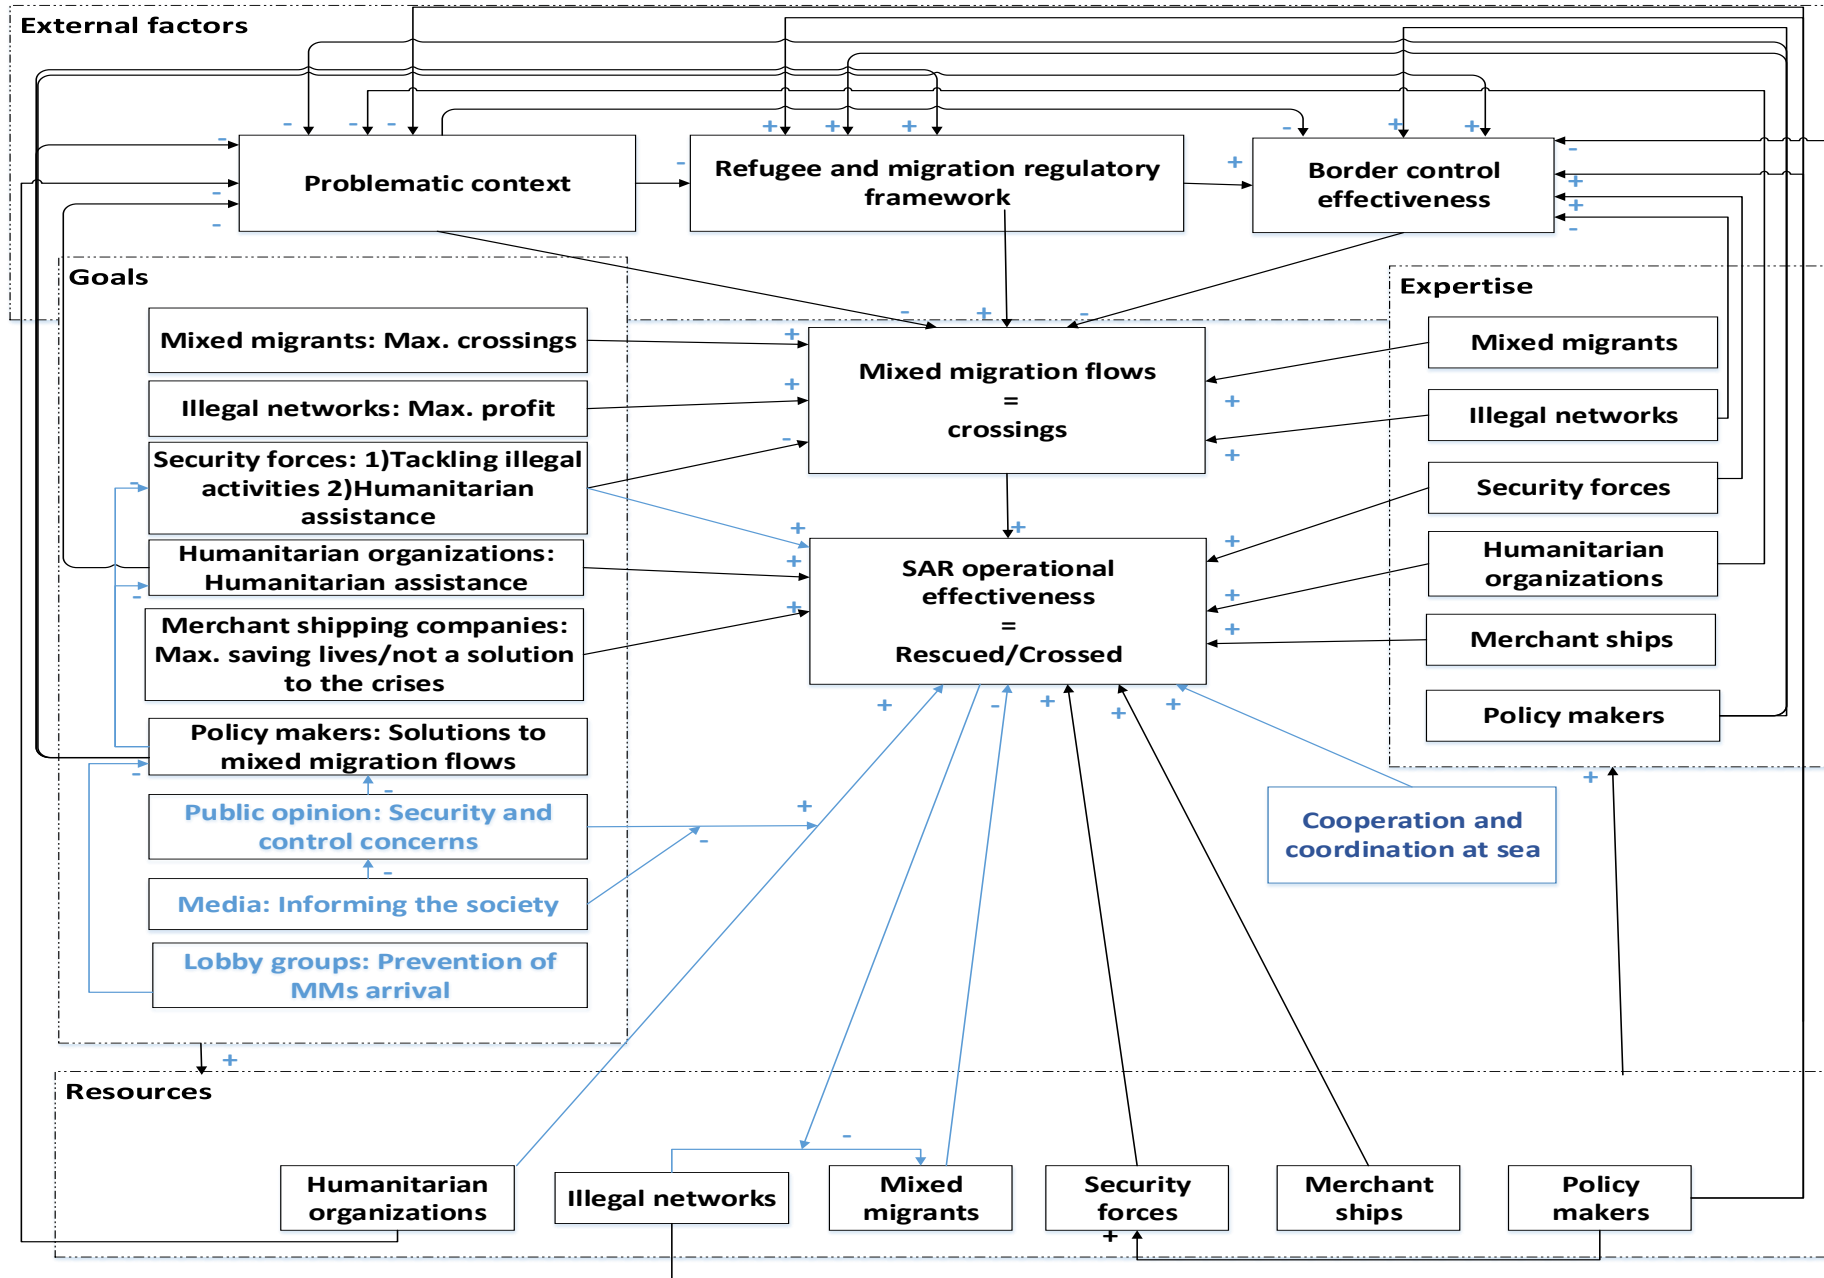 External factors
-
-
-
+
+
+
-
+
+
-
Problematic context
-
Refugee and migration regulatory
framework
+
Border control
effectiveness
-
+
+
-
-
-
Goals
Expertise
-
+
-
Mixed migrants: Max. crossings
+
Mixed migration flows
=
crossings
Mixed migrants
+
Illegal networks: Max. profit
+
Illegal networks
+
Security forces: 1)Tackling illegal
activities 2)Humanitarian
assistance
-
-
Security forces
+
+
+
Humanitarian organizations:
Humanitarian assistance
-
+
SAR operational
effectiveness
=
Rescued/Crossed
Humanitarian
organizations
+
Merchant shipping companies:
Max. saving lives/not a solution
to the crises
+
Merchant ships
+
Policy makers: Solutions to
mixed migration flows
-
+
-
+
+
+
Policy makers
Public opinion: Security and
control concerns
-
+
-
Cooperation and
coordination at sea
+
Media: Informing the society
-
Lobby groups: Prevention of
MMs arrival
+
Resources
-
Humanitarian
organizations
Illegal networks
Mixed
migrants
Security
forces
+
Merchant
ships
Policy
makers